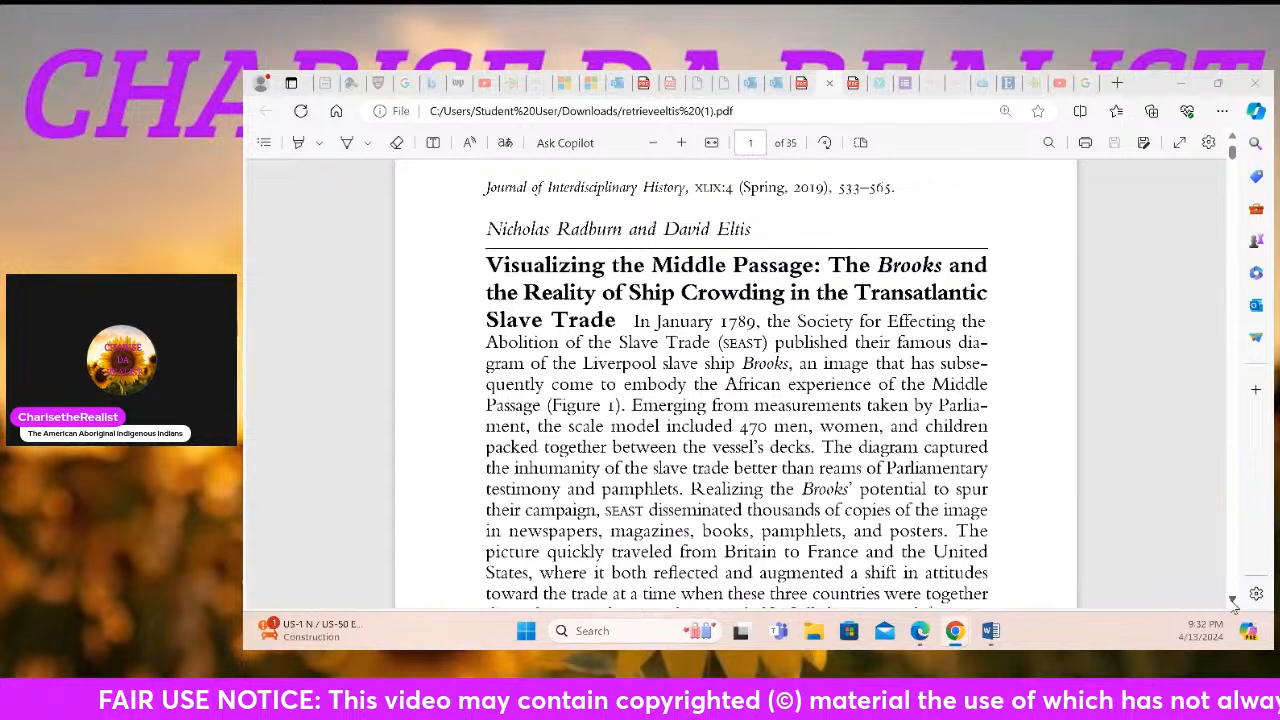 CHARISE DA REALIST
File
C:/Users/Student%20User/Downloads/retrieveeltis%20(1).pdf
Ask Copilot
1
of 35
Journal of Interdisciplinary History, XLIX:4 (Spring, 2019), 533–565.
Nicholas Radburn and David Eltis
Visualizing the Middle Passage: The Brooks and
the Reality of Ship Crowding in the Transatlantic
Slave Trade In January 1789, the Society for Effecting the
Abolition of the Slave Trade (SEAST) published their famous dia-
gram of the Liverpool slave ship Brooks, an image that has subse-
quently come to embody the African experience of the Middle
Passage (Figure 1). Emerging from measurements taken by Parlia-
ment, the scale model included 470 men, women, and children
packed together between the vessel's decks. The diagram captured
the inhumanity of the slave trade better than reams of Parliamentary
testimony and pamphlets. Realizing the Brooks' potential to spur
their campaign, SEAST disseminated thousands of copies of the image
in newspapers, magazines, books, pamphlets, and posters. The
picture quickly traveled from Britain to France and the United
States, where it both reflected and augmented a shift in attitudes
toward the trade at a time when these three countries were together
CHARISE
DA
REALIST
CharisetheRealist
The American Aboriginal Indigenous Indians
1
US-1 N / US-50 E...
Construction
Search
9:32 PM
4/13/2024
FAIR USE NOTICE: This video may contain copyrighted (©) material the use of which has not alwa